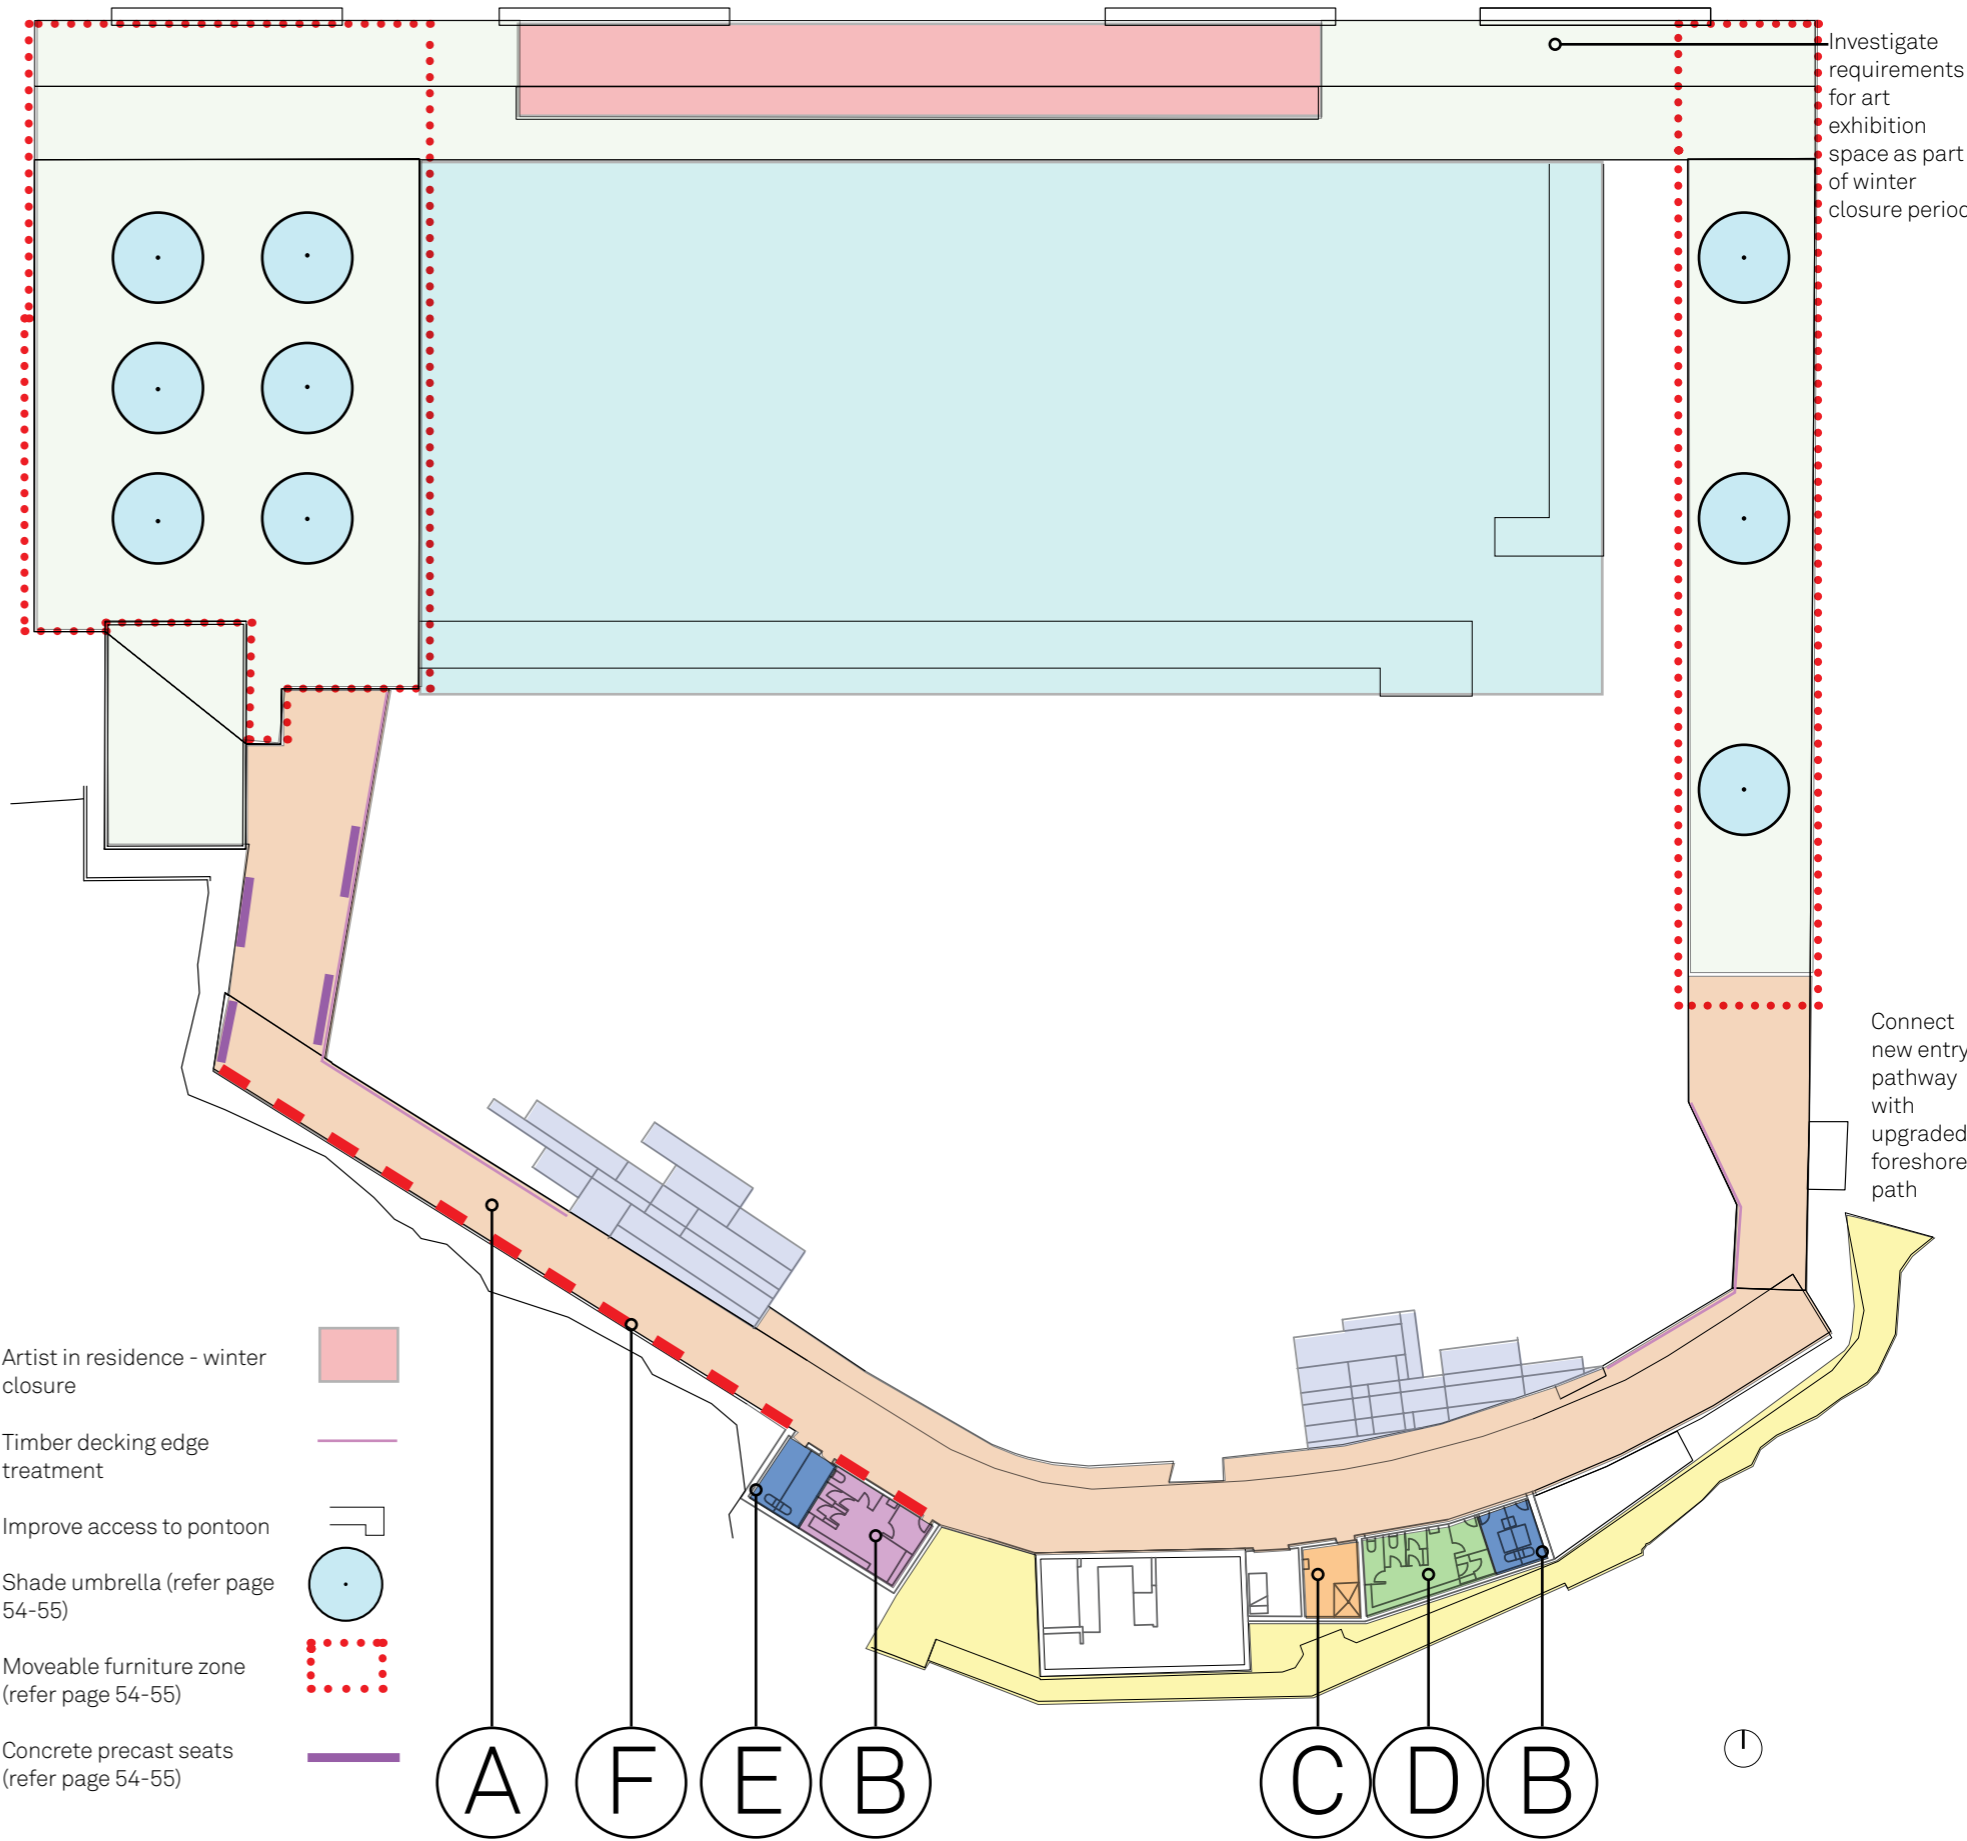 Investigate
requirements
for art
exhibition
space as part
of winter
closure period
Connect
new entry
pathway
with
upgraded
foreshore
path
Artist in residence - winter
closure
Timber decking edge
treatment
Improve access to pontoon
Shade umbrella (refer page
54-55)
Moveable furniture zone
(refer page 54-55)
Concrete precast seats
(refer page 54-55)
A
F
E
B
C
D
B